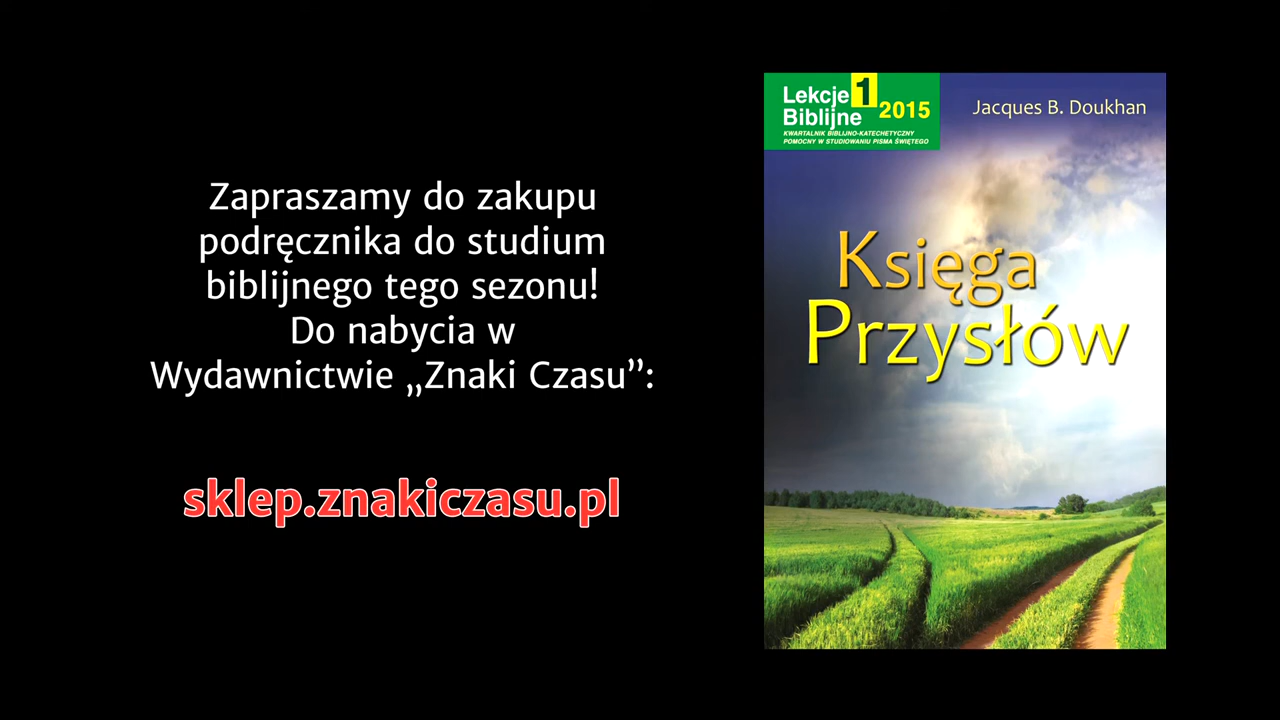 Zapraszamy do zakupu
podręcznika do studium
biblijnego tego sezonu!
Do nabycia w
Wydawnictwie „Znaki Czasu”:
sklep.znakiczasu.pl
Lekcje 1
Biblijne 2015
KWARTALNIK BIBLIJNO-KATECHETYCZNY
POMOCNY W STUDIOWANIU PISMA ŚWIĘTEGO
Jacques B. Doukhan
Księga
Przysłów